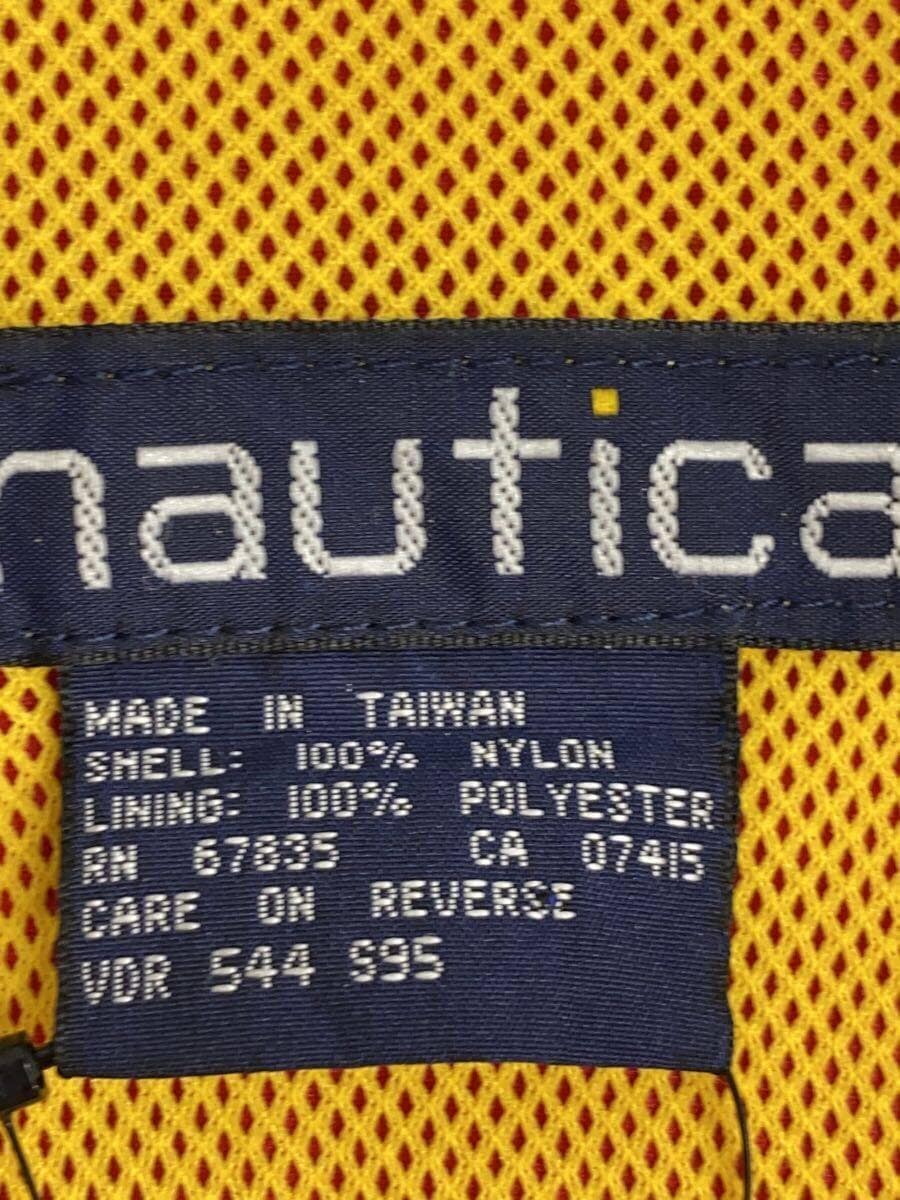 nautica
MADE IN TAIWAN
SHELL: 100% NYLON
LINING: 100% POLYESTER
RN 67835 CA 07415
CARE ON REVERSE
VDR 544 S95